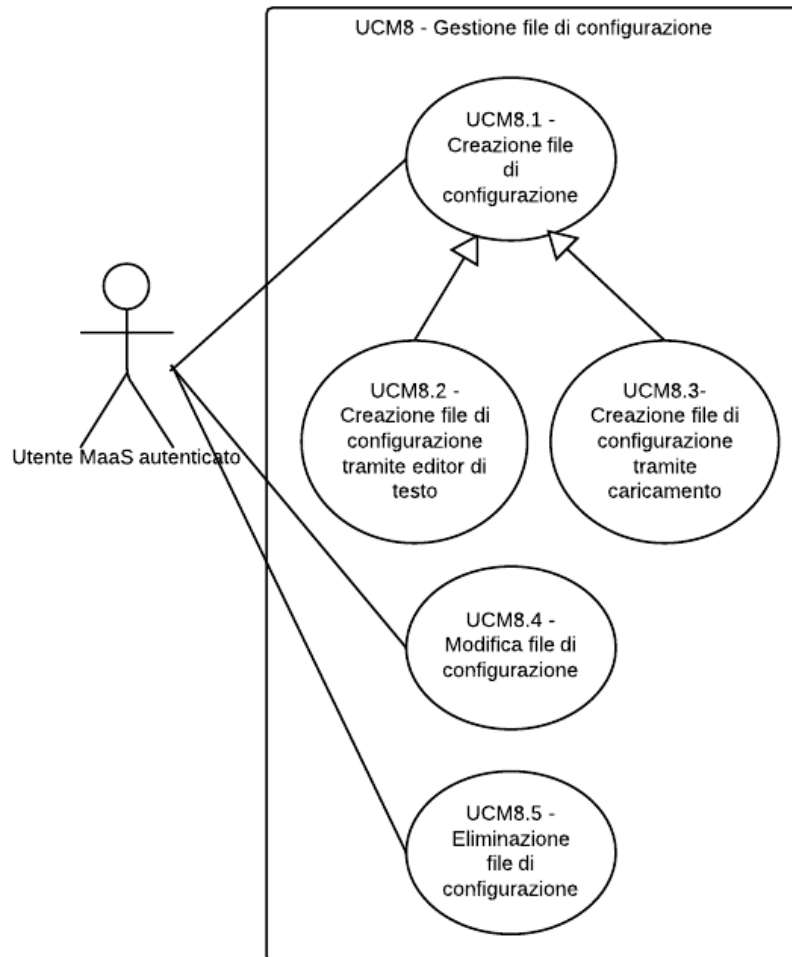 UCM8 - Gestione file di configurazione
UCM8.1 -
Creazione file
di
configurazione
UCM8.2 -
Creazione file di
configurazione
tramite editor di
testo
UCM8.3-
Creazione file di
configurazione
tramite
caricamento
Utente MaaS autenticato
UCM8.4 -
Modifica file di
configurazione
UCM8.5 -
Eliminazione
file di
configurazione